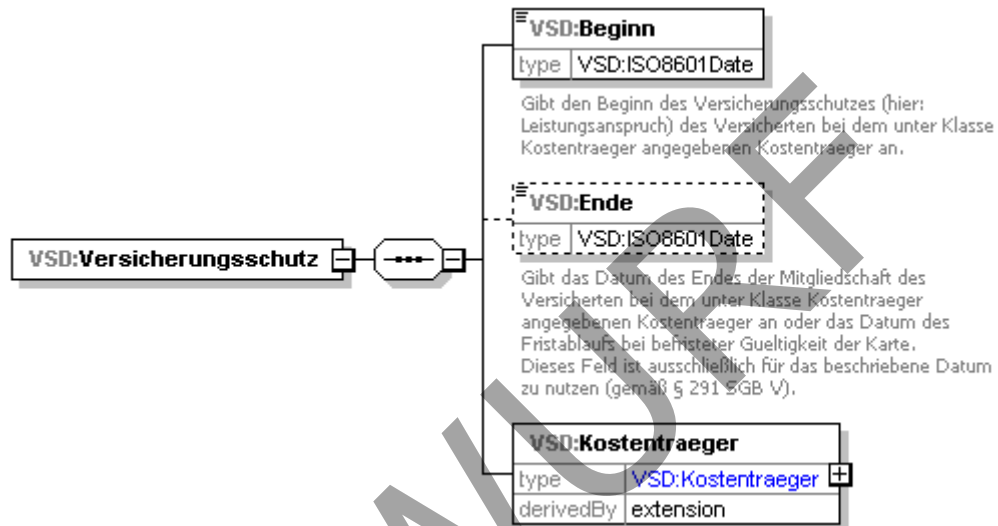 VSD:Beginn
type VSD:ISO8601Date
Gibt den Beginn des Versicherungsschutzes (hier:
Leistungsanspruch) des Versicherten bei dem unter Klasse
Kostentraeger angegebenen Kostentraeger an.
VSD:Ende
type VSD:ISO8601Date
VSD:Versicherungsschutz
Gibt das Datum des Endes der Mitgliedschaft des
Versicherten bei dem unter Klasse Kostentraeger
angegebenen Kostentraeger an oder das Datum des
Fristablaufs bei befristeter Gueltigkeit der Karte.
Dieses Feld ist ausschließlich für das beschriebene Datum
zu nutzen (gemäß § 291 SGB V).
VSD:Kostentraeger
type VSD:Kostentraeger
derivedBy extension
WURF